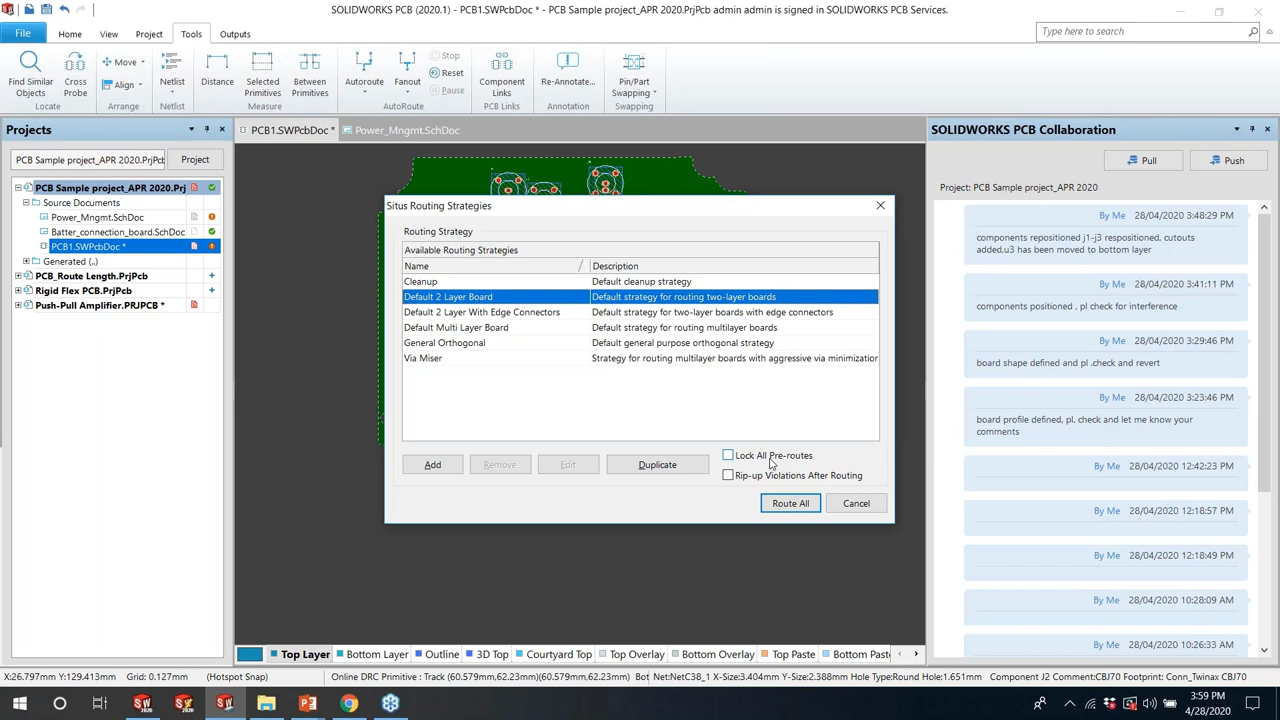 SOLIDWORKS PCB (2020.1) - PCB1.SWPcbDoc * - PCB Sample project_APR 2020.PrjPcb admin admin is signed in SOLIDWORKS PCB Services.
File
Home
View
Project
Tools
Outputs
Type here to search
Find Similar Objects
Cross Probe
Move
Align
Netlist
Distance
Selected Primitives
Between Primitives
Autoroute
Fanout
Stop
Reset
Pause
Component Links
Re-Annotate...
Pin/Part Swapping
Locate
Arrange
Netlist
Measure
AutoRoute
PCB Links
Annotation
Swapping
Projects
PCB1.SWPcbDoc *
Power_Mngmt.SchDoc
SOLIDWORKS PCB Collaboration
PCB Sample project_APR 2020.PrjPcb
Project
PCB Sample project_APR 2020.Prj
Source Documents
Power_Mngmt.SchDoc
Batter_connection_board.SchDoc
PCB1.SWPcbDoc *
Generated (..)
PCB_Route Length.PrjPcb
Rigid Flex PCB.PrjPcb
Push-Pull Amplifier.PRJPCB *
Situs Routing Strategies
Routing Strategy
Available Routing Strategies
Name / Description
Cleanup Default cleanup strategy
Default 2 Layer Board Default strategy for routing two-layer boards
Default 2 Layer With Edge Connectors Default strategy for two-layer boards with edge connectors
Default Multi Layer Board Default strategy for routing multilayer boards
General Orthogonal Default general purpose orthogonal strategy
Via Miser Strategy for routing multilayer boards with aggressive via minimization
Add
Remove
Edit
Duplicate
Lock All Pre-routes
Rip-up Violations After Routing
Route All
Cancel
Pull
Push
Project: PCB Sample project_APR 2020
By Me 28/04/2020 3:48:29 PM
components repositioned j1-j3 respositioned, cutouts
added,u3 has been moved to bottom layer
By Me 28/04/2020 3:41:11 PM
components positioned , pl check for interference
By Me 28/04/2020 3:29:46 PM
board shape defined and pl .check and revert
By Me 28/04/2020 3:23:46 PM
board profile defined, pl. check and let me know your
comments
By Me 28/04/2020 12:42:23 PM
By Me 28/04/2020 12:18:57 PM
By Me 28/04/2020 12:18:49 PM
By Me 28/04/2020 10:28:09 AM
By Me 28/04/2020 10:26:33 AM
Top Layer
Bottom Layer
Outline
3D Top
Courtyard Top
Top Overlay
Bottom Overlay
Top Paste
Bottom Paste
X:26.797mm Y:129.413mm Grid: 0.127mm (Hotspot Snap) Online DRC Primitive : Track (60.579mm,62.23mm)(60.579mm,62.23mm) Bot Net:NetC38_1 X-Size:3.404mm Y-Size:2.388mm Hole Type:Round Hole:1.651mm Component J2 Comment:CBJ70 Footprint: Conn_Twinax CBJ70
3:59 PM
4/28/2020